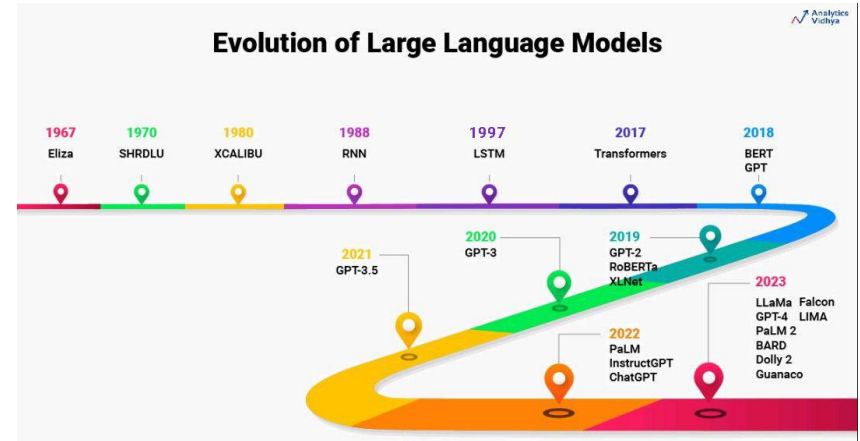 Analytics
Vidhya
Evolution of Large Language Models
1967
Eliza
1970
SHRDLU
1980
XCALIBU
1988
RNN
1997
LSTM
2017
Transformers
2018
BERT
GPT
2019
GPT-2
RoBERTa
XLNet
2020
GPT-3
2021
GPT-3.5
2022
PaLM
InstructGPT
ChatGPT
2023
LLaMa Falcon
GPT-4 LIMA
PaLM 2
BARD
Dolly 2
Guanaco